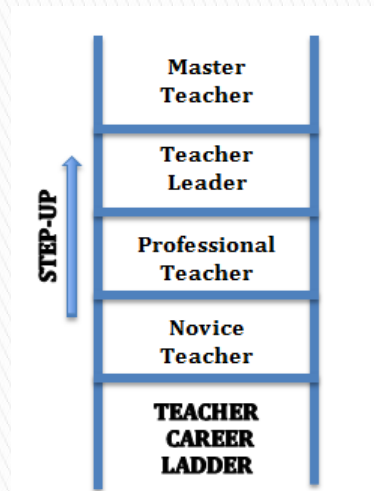 Master
Teacher
Teacher
Leader
Professional
Teacher
Novice
Teacher
STEP-UP
TEACHER
CAREER
LADDER